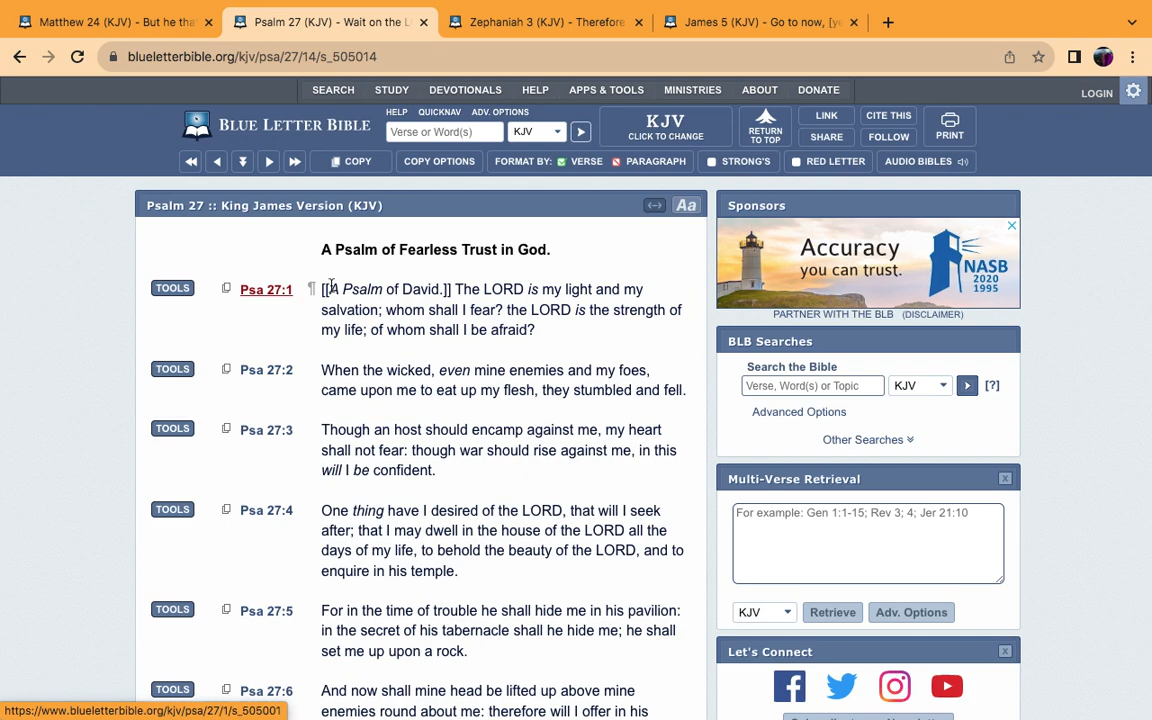 Matthew 24 (KJV) - But he tha
Psalm 27 (KJV) - Wait on the L
Zephaniah 3 (KJV) - Therefore
James 5 (KJV) - Go to now, [ye
blueletterbible.org/kjv/psa/27/14/s_505014
SEARCH STUDY DEVOTIONALS HELP APPS & TOOLS MINISTRIES ABOUT DONATE LOGIN
BLUE LETTER BIBLE
HELP QUICKNAV ADV. OPTIONS
Verse or Word(s) KJV
KJV
CLICK TO CHANGE
RETURN
TO TOP
LINK CITE THIS
SHARE FOLLOW
PRINT
COPY COPY OPTIONS FORMAT BY: VERSE PARAGRAPH STRONG'S RED LETTER AUDIO BIBLES
Psalm 27 :: King James Version (KJV) Aa
A Psalm of Fearless Trust in God.
TOOLS Psa 27:1 ¶ [[A Psalm of David.]] The LORD is my light and my
salvation; whom shall I fear? the LORD is the strength of
my life; of whom shall I be afraid?
TOOLS Psa 27:2 When the wicked, even mine enemies and my foes,
came upon me to eat up my flesh, they stumbled and fell.
TOOLS Psa 27:3 Though an host should encamp against me, my heart
shall not fear: though war should rise against me, in this
will I be confident.
TOOLS Psa 27:4 One thing have I desired of the LORD, that will I seek
after; that I may dwell in the house of the LORD all the
days of my life, to behold the beauty of the LORD, and to
enquire in his temple.
TOOLS Psa 27:5 For in the time of trouble he shall hide me in his pavilion:
in the secret of his tabernacle shall he hide me; he shall
set me up upon a rock.
TOOLS Psa 27:6 And now shall mine head be lifted up above mine
enemies round about me: therefore will I offer in his
Sponsors
Accuracy
you can trust.
NASB
2020
1995
PARTNER WITH THE BLB (DISCLAIMER)
BLB Searches
Search the Bible
Verse, Word(s) or Topic KJV [?]
Advanced Options
Other Searches
Multi-Verse Retrieval x
For example: Gen 1:1-15; Rev 3; 4; Jer 21:10
KJV Retrieve Adv. Options
Let's Connect x
https://www.blueletterbible.org/kjv/psa/27/1/s_505001